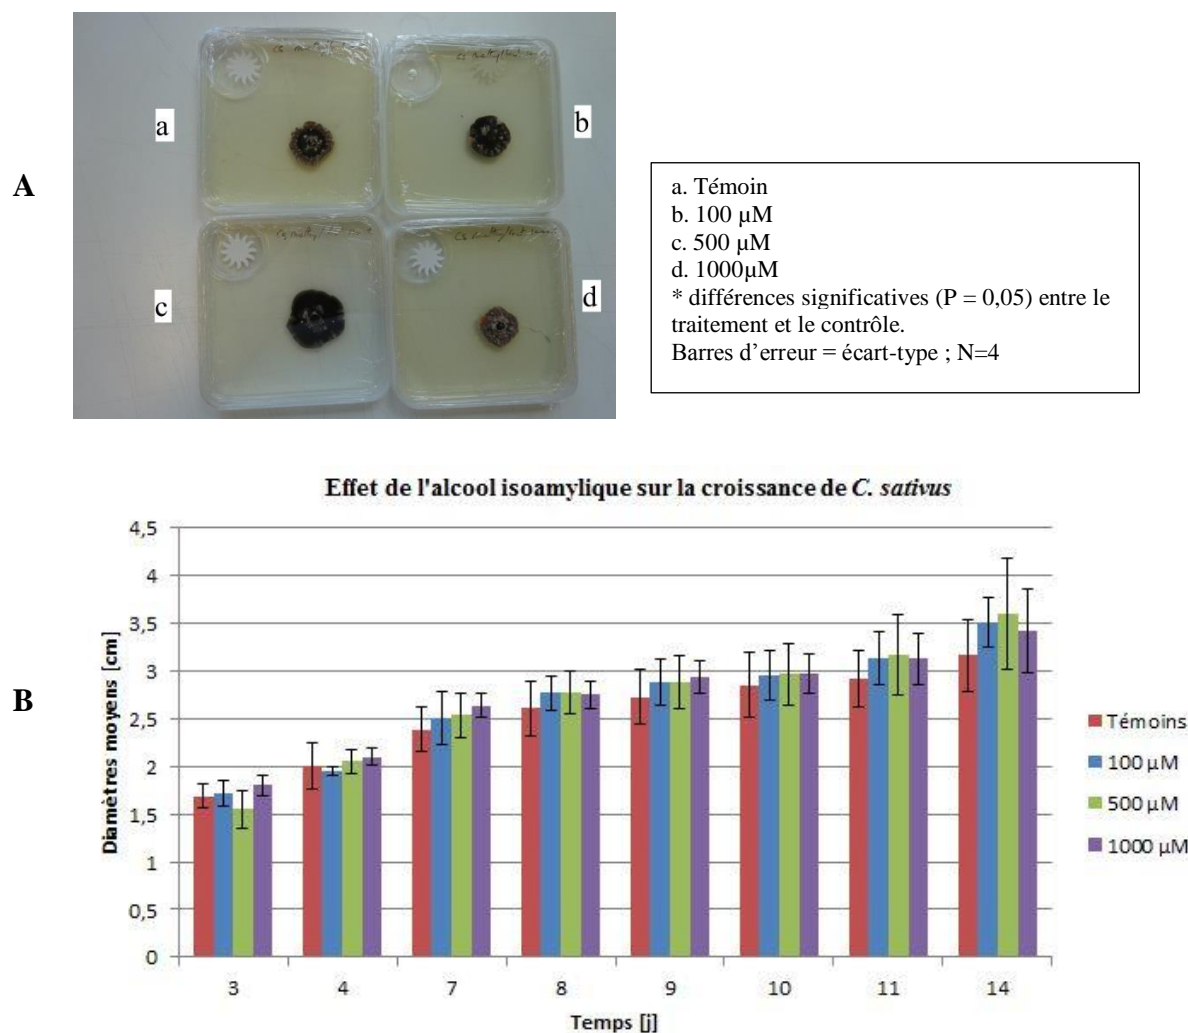 A
a
b
c
d
a. Témoin
b. 100 µM
c. 500 µM
d. 1000µM
* différences significatives (P = 0,05) entre le
traitement et le contrôle.
Barres d’erreur = écart-type ; N=4
B
Effet de l'alcool isoamylique sur la croissance de C. sativus
Diamètres moyens [cm]
4,5
4
3,5
3
2,5
2
1,5
1
0,5
0
3 4 7 8 9 10 11 14
Temps [j]
Témoins
100 µM
500 µM
1000 µM